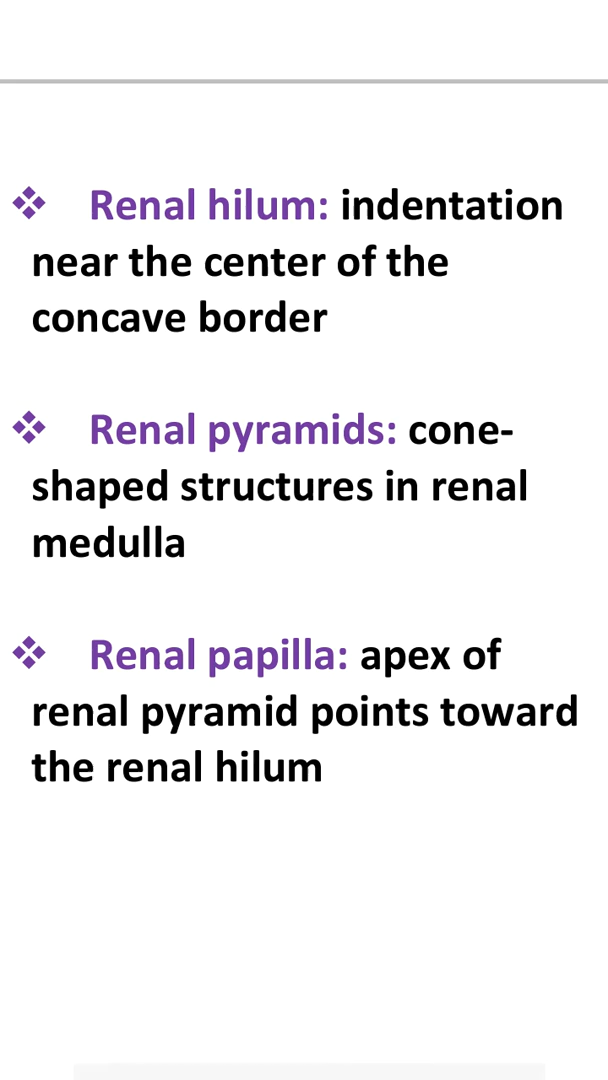 ❖ Renal hilum: indentation
near the center of the
concave border
❖ Renal pyramids: cone-
shaped structures in renal
medulla
❖ Renal papilla: apex of
renal pyramid points toward
the renal hilum